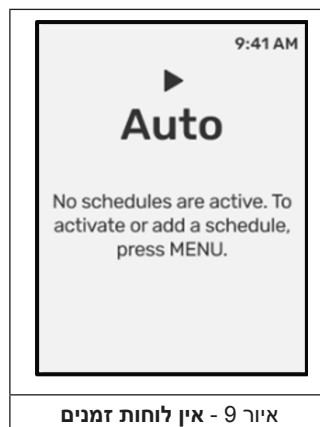 9:41 AM
Auto
No schedules are active. To
activate or add a schedule,
press MENU.
איור 9 - אין לוחות זמנים